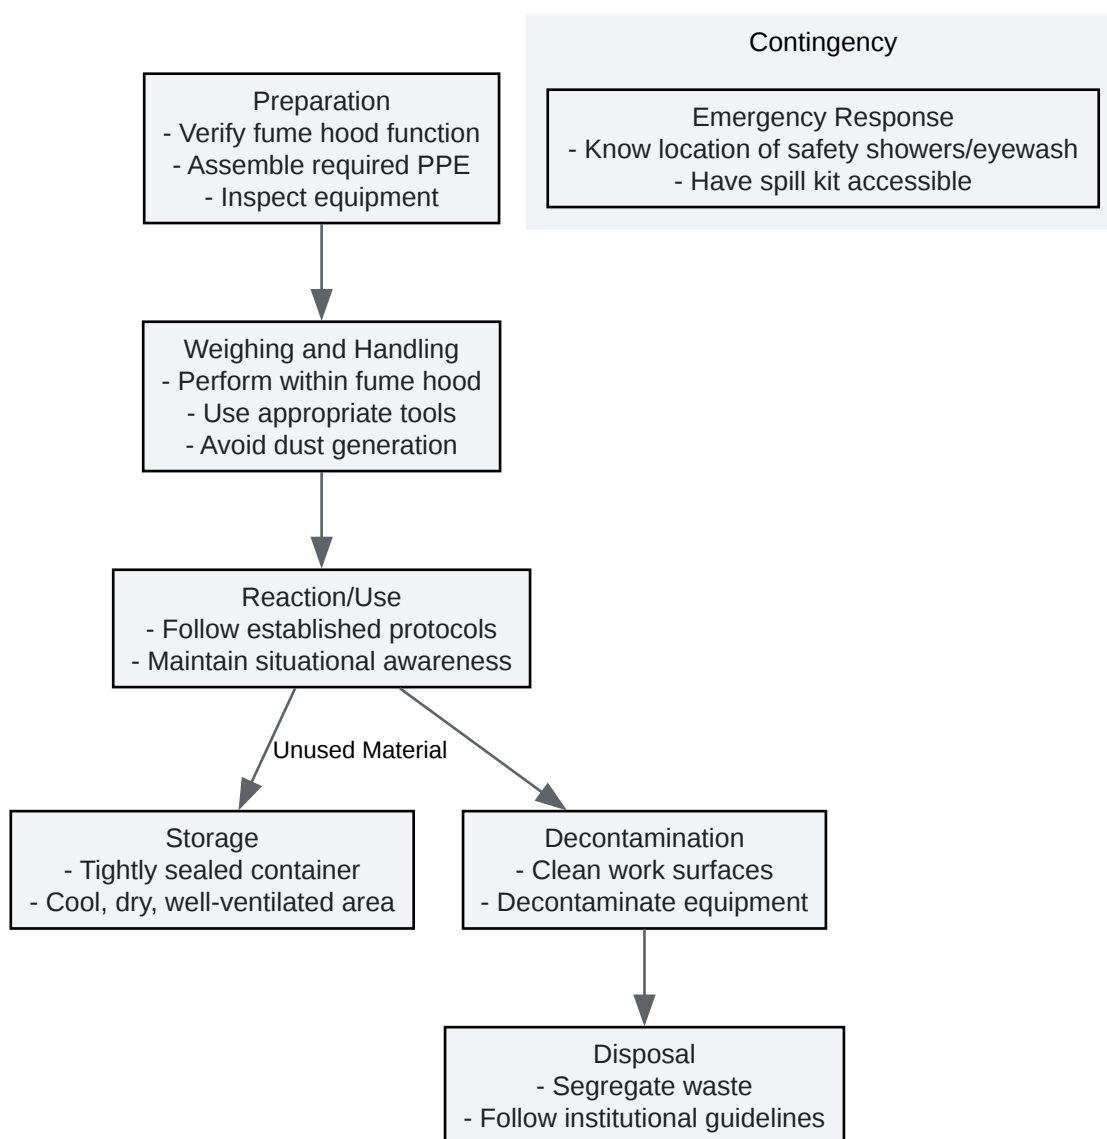 Contingency
Preparation
- Verify fume hood function
- Assemble required PPE
- Inspect equipment
Emergency Response
- Know location of safety showers/eyewash
- Have spill kit accessible
Weighing and Handling
- Perform within fume hood
- Use appropriate tools
- Avoid dust generation
Reaction/Use
- Follow established protocols
- Maintain situational awareness
Unused Material
Storage
- Tightly sealed container
- Cool, dry, well-ventilated area
Decontamination
- Clean work surfaces
- Decontaminate equipment
Disposal
- Segregate waste
- Follow institutional guidelines